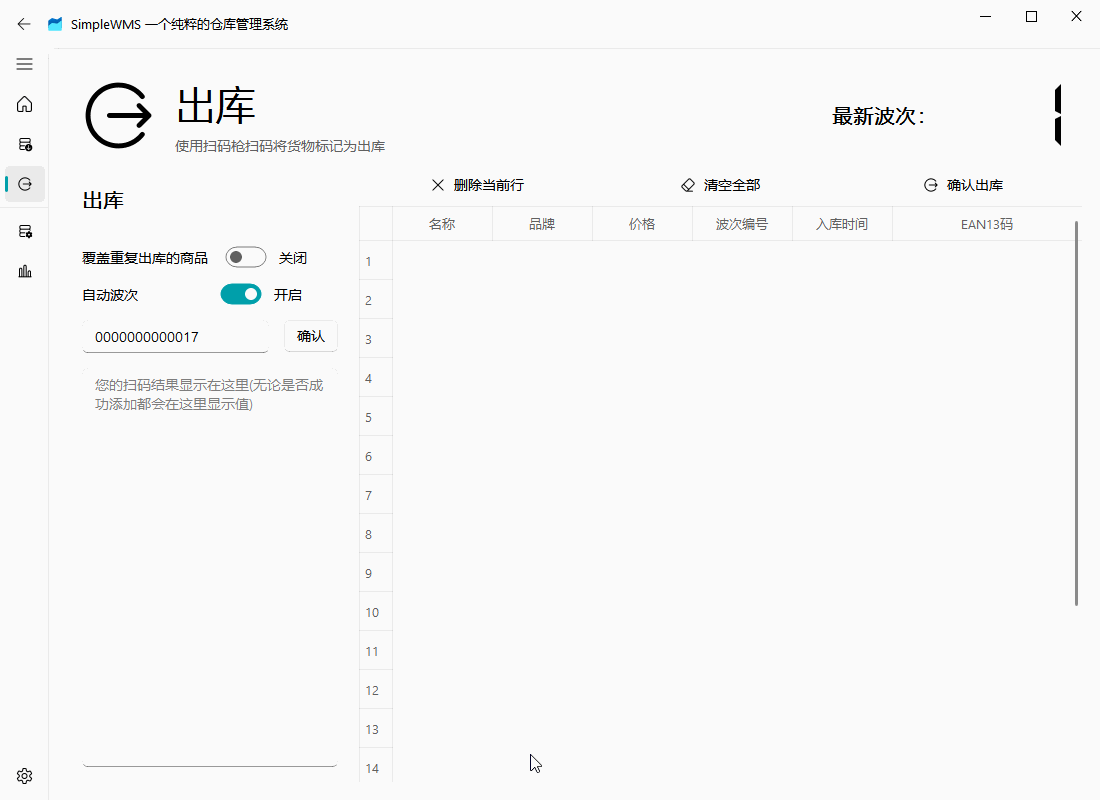 SimpleWMS 一个纯粹的仓库管理系统
出库
使用扫码枪扫码将货物标记为出库
最新波次：
1
出库
删除当前行
清空全部
确认出库
覆盖重复出库的商品
关闭
自动波次
开启
0000000000017
确认
您的扫码结果显示在这里(无论是否成
功添加都会在这里显示值)
名称
品牌
价格
波次编号
入库时间
EAN13码
1
2
3
4
5
6
7
8
9
10
11
12
13
14